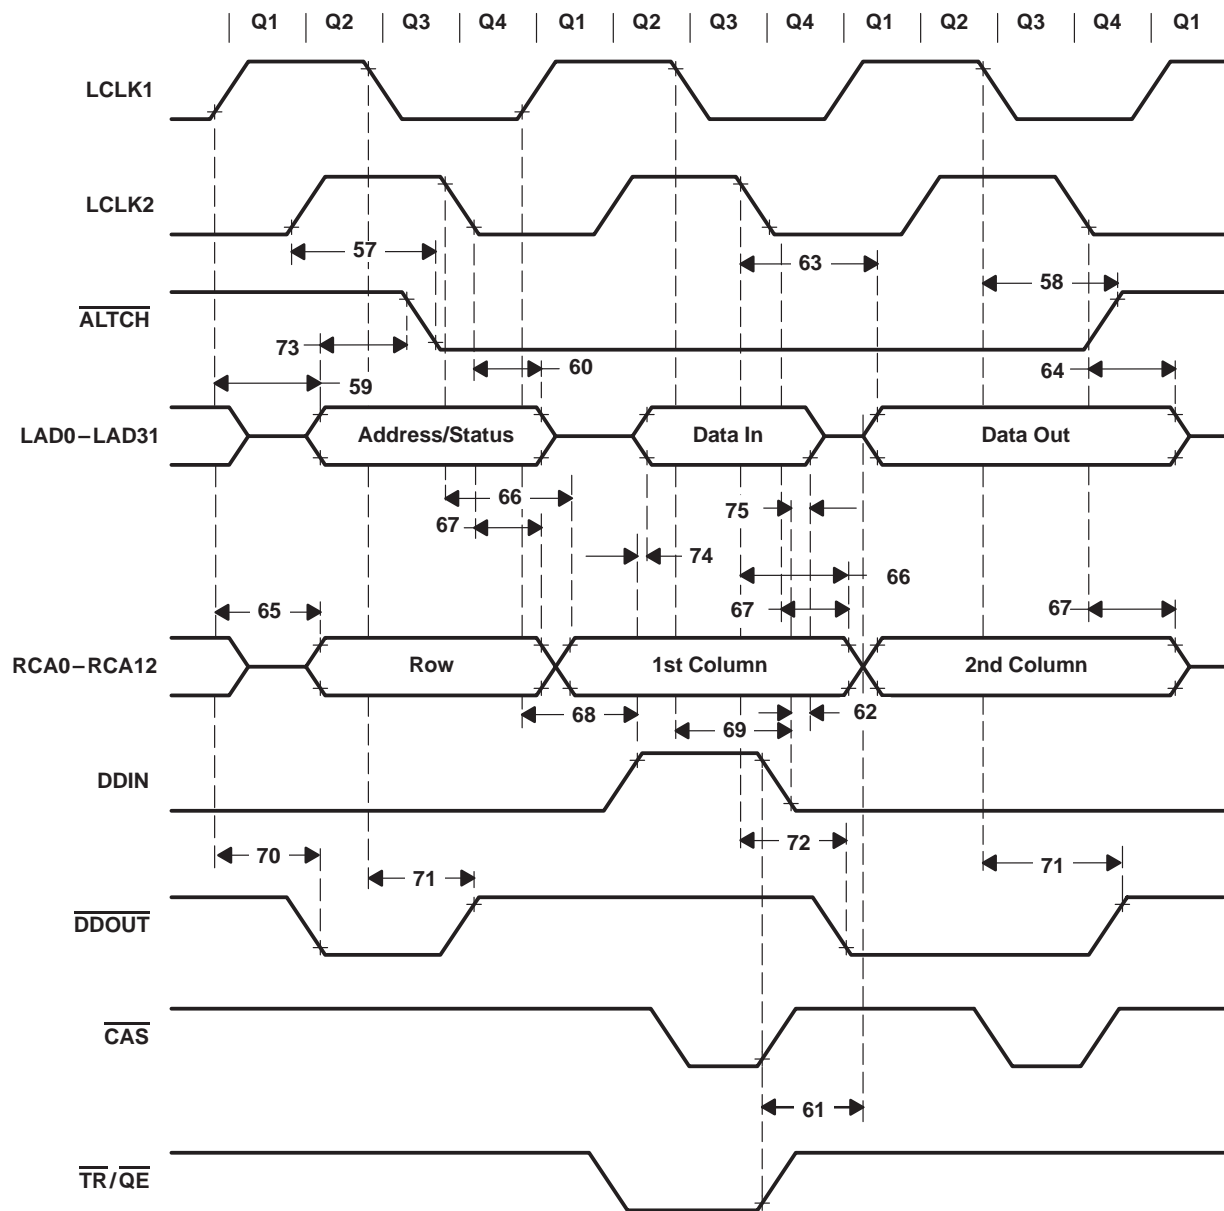 Q1 Q2 Q3 Q4 Q1 Q2 Q3 Q4 Q1 Q2 Q3 Q4 Q1
LCLK1
LCLK2
57
63
58
ALTCH
73
60
64
59
LAD0–LAD31
Address/Status
Data In
Data Out
66
75
67
74
66
65
67
67
RCA0–RCA12
Row
1st Column
2nd Column
68
62
69
DDIN
70
71
72
71
DDOUT
CAS
61
TR/QE